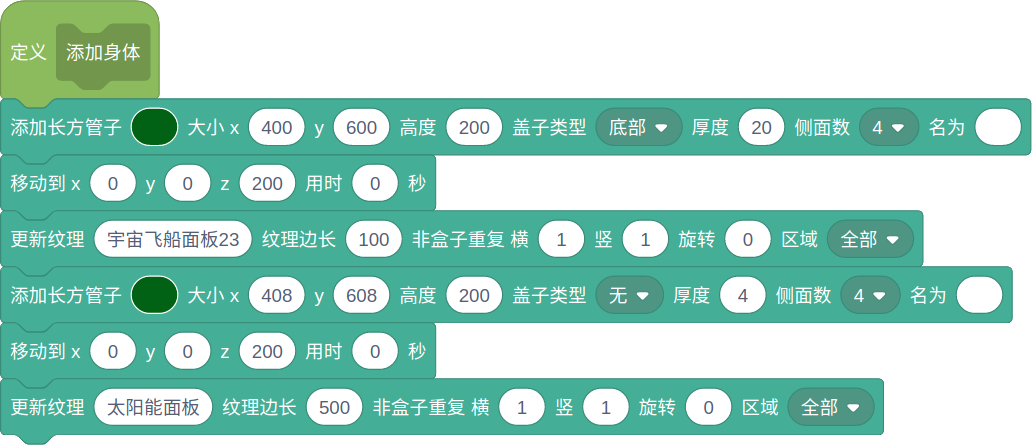 定义 添加身体
添加长方管子 大小 x 400 y 600 高度 200 盖子类型 底部 厚度 20 侧面数 4 名为
移动到 x 0 y 0 z 200 用时 0 秒
更新纹理 宇宙飞船面板23 纹理边长 100 非盒子重复 横 1 竖 1 旋转 0 区域 全部
添加长方管子 大小 x 408 y 608 高度 200 盖子类型 无 厚度 4 侧面数 4 名为
移动到 x 0 y 0 z 200 用时 0 秒
更新纹理 太阳能面板 纹理边长 500 非盒子重复 横 1 竖 1 旋转 0 区域 全部